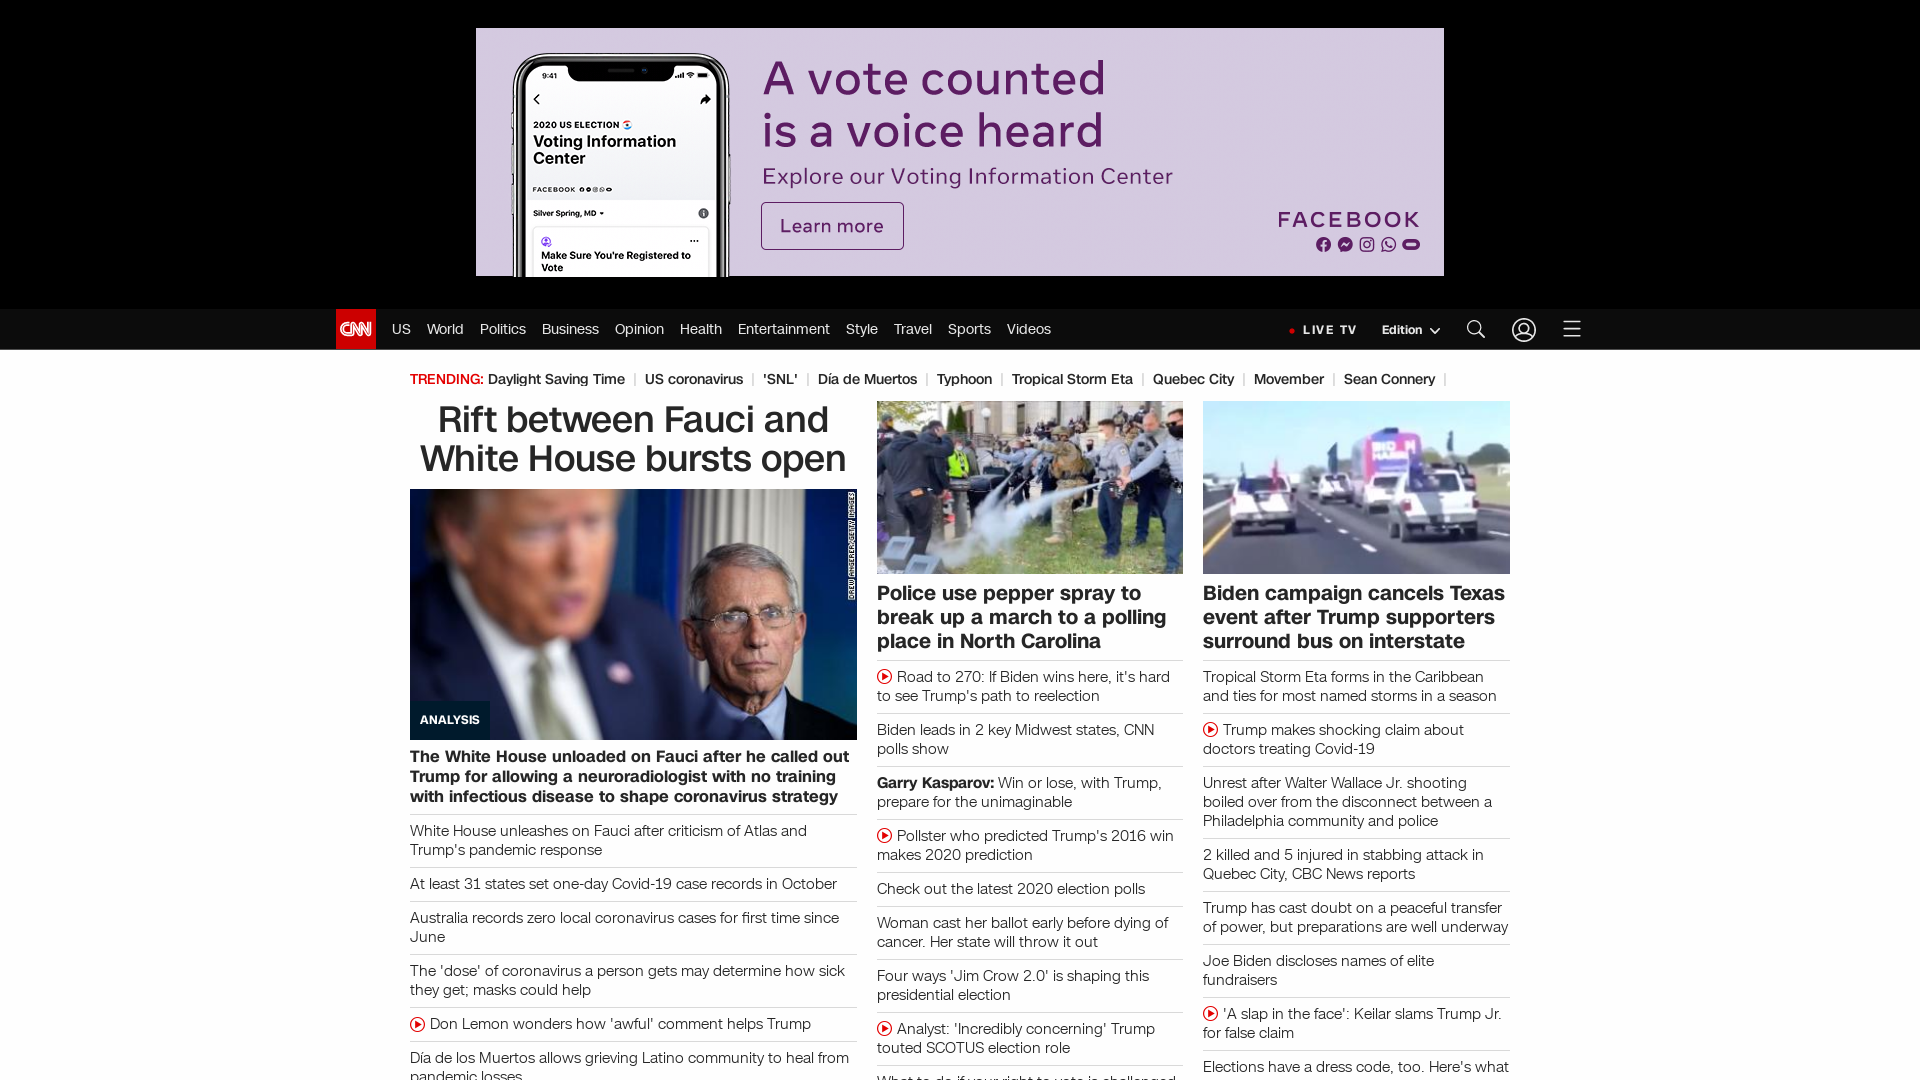 9:41
2020 US ELECTION
Voting Information
Center
FACEBOOK
Silver Spring, MD
Make Sure You're Registered to
Vote
A vote counted
is a voice heard
Explore our Voting Information Center
Learn more
FACEBOOK
CNN US World Politics Business Opinion Health Entertainment Style Travel Sports Videos LIVE TV Edition
TRENDING: Daylight Saving Time | US coronavirus | 'SNL' | Día de Muertos | Typhoon | Tropical Storm Eta | Quebec City | Movember | Sean Connery |
Rift between Fauci and
White House bursts open
DREW ANGERER/GETTY IMAGES
ANALYSIS
The White House unloaded on Fauci after he called out
Trump for allowing a neuroradiologist with no training
with infectious disease to shape coronavirus strategy
White House unleashes on Fauci after criticism of Atlas and
Trump's pandemic response
At least 31 states set one-day Covid-19 case records in October
Australia records zero local coronavirus cases for first time since
June
The 'dose' of coronavirus a person gets may determine how sick
they get; masks could help
Don Lemon wonders how 'awful' comment helps Trump
Día de los Muertos allows grieving Latino community to heal from
pandemic losses
Police use pepper spray to
break up a march to a polling
place in North Carolina
Road to 270: If Biden wins here, it's hard
to see Trump's path to reelection
Biden leads in 2 key Midwest states, CNN
polls show
Garry Kasparov: Win or lose, with Trump,
prepare for the unimaginable
Pollster who predicted Trump's 2016 win
makes 2020 prediction
Check out the latest 2020 election polls
Woman cast her ballot early before dying of
cancer. Her state will throw it out
Four ways 'Jim Crow 2.0' is shaping this
presidential election
Analyst: 'Incredibly concerning' Trump
touted SCOTUS election role
What to do if your right to vote is challenged
Biden campaign cancels Texas
event after Trump supporters
surround bus on interstate
Tropical Storm Eta forms in the Caribbean
and ties for most named storms in a season
Trump makes shocking claim about
doctors treating Covid-19
Unrest after Walter Wallace Jr. shooting
boiled over from the disconnect between a
Philadelphia community and police
2 killed and 5 injured in stabbing attack in
Quebec City, CBC News reports
Trump has cast doubt on a peaceful transfer
of power, but preparations are well underway
Joe Biden discloses names of elite
fundraisers
'A slap in the face': Keilar slams Trump Jr.
for false claim
Elections have a dress code, too. Here's what